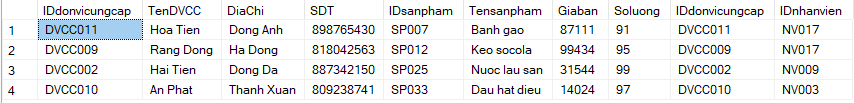 IDdonvicungcap TenDVCC DiaChi SDT IDsanpham Tensanpham Giaban Soluong IDdonvicungcap IDnhanvien
1 DVCC011 Hoa Tien Dong Anh 898765430 SP007 Banh gao 87111 91 DVCC011 NV017
2 DVCC009 Rang Dong Ha Dong 818042563 SP012 Keo socola 99434 95 DVCC009 NV017
3 DVCC002 Hai Tien Dong Da 887342150 SP025 Nuoc lau san 31544 99 DVCC002 NV009
4 DVCC010 An Phat Thanh Xuan 809238741 SP033 Dau hat dieu 14024 97 DVCC010 NV003